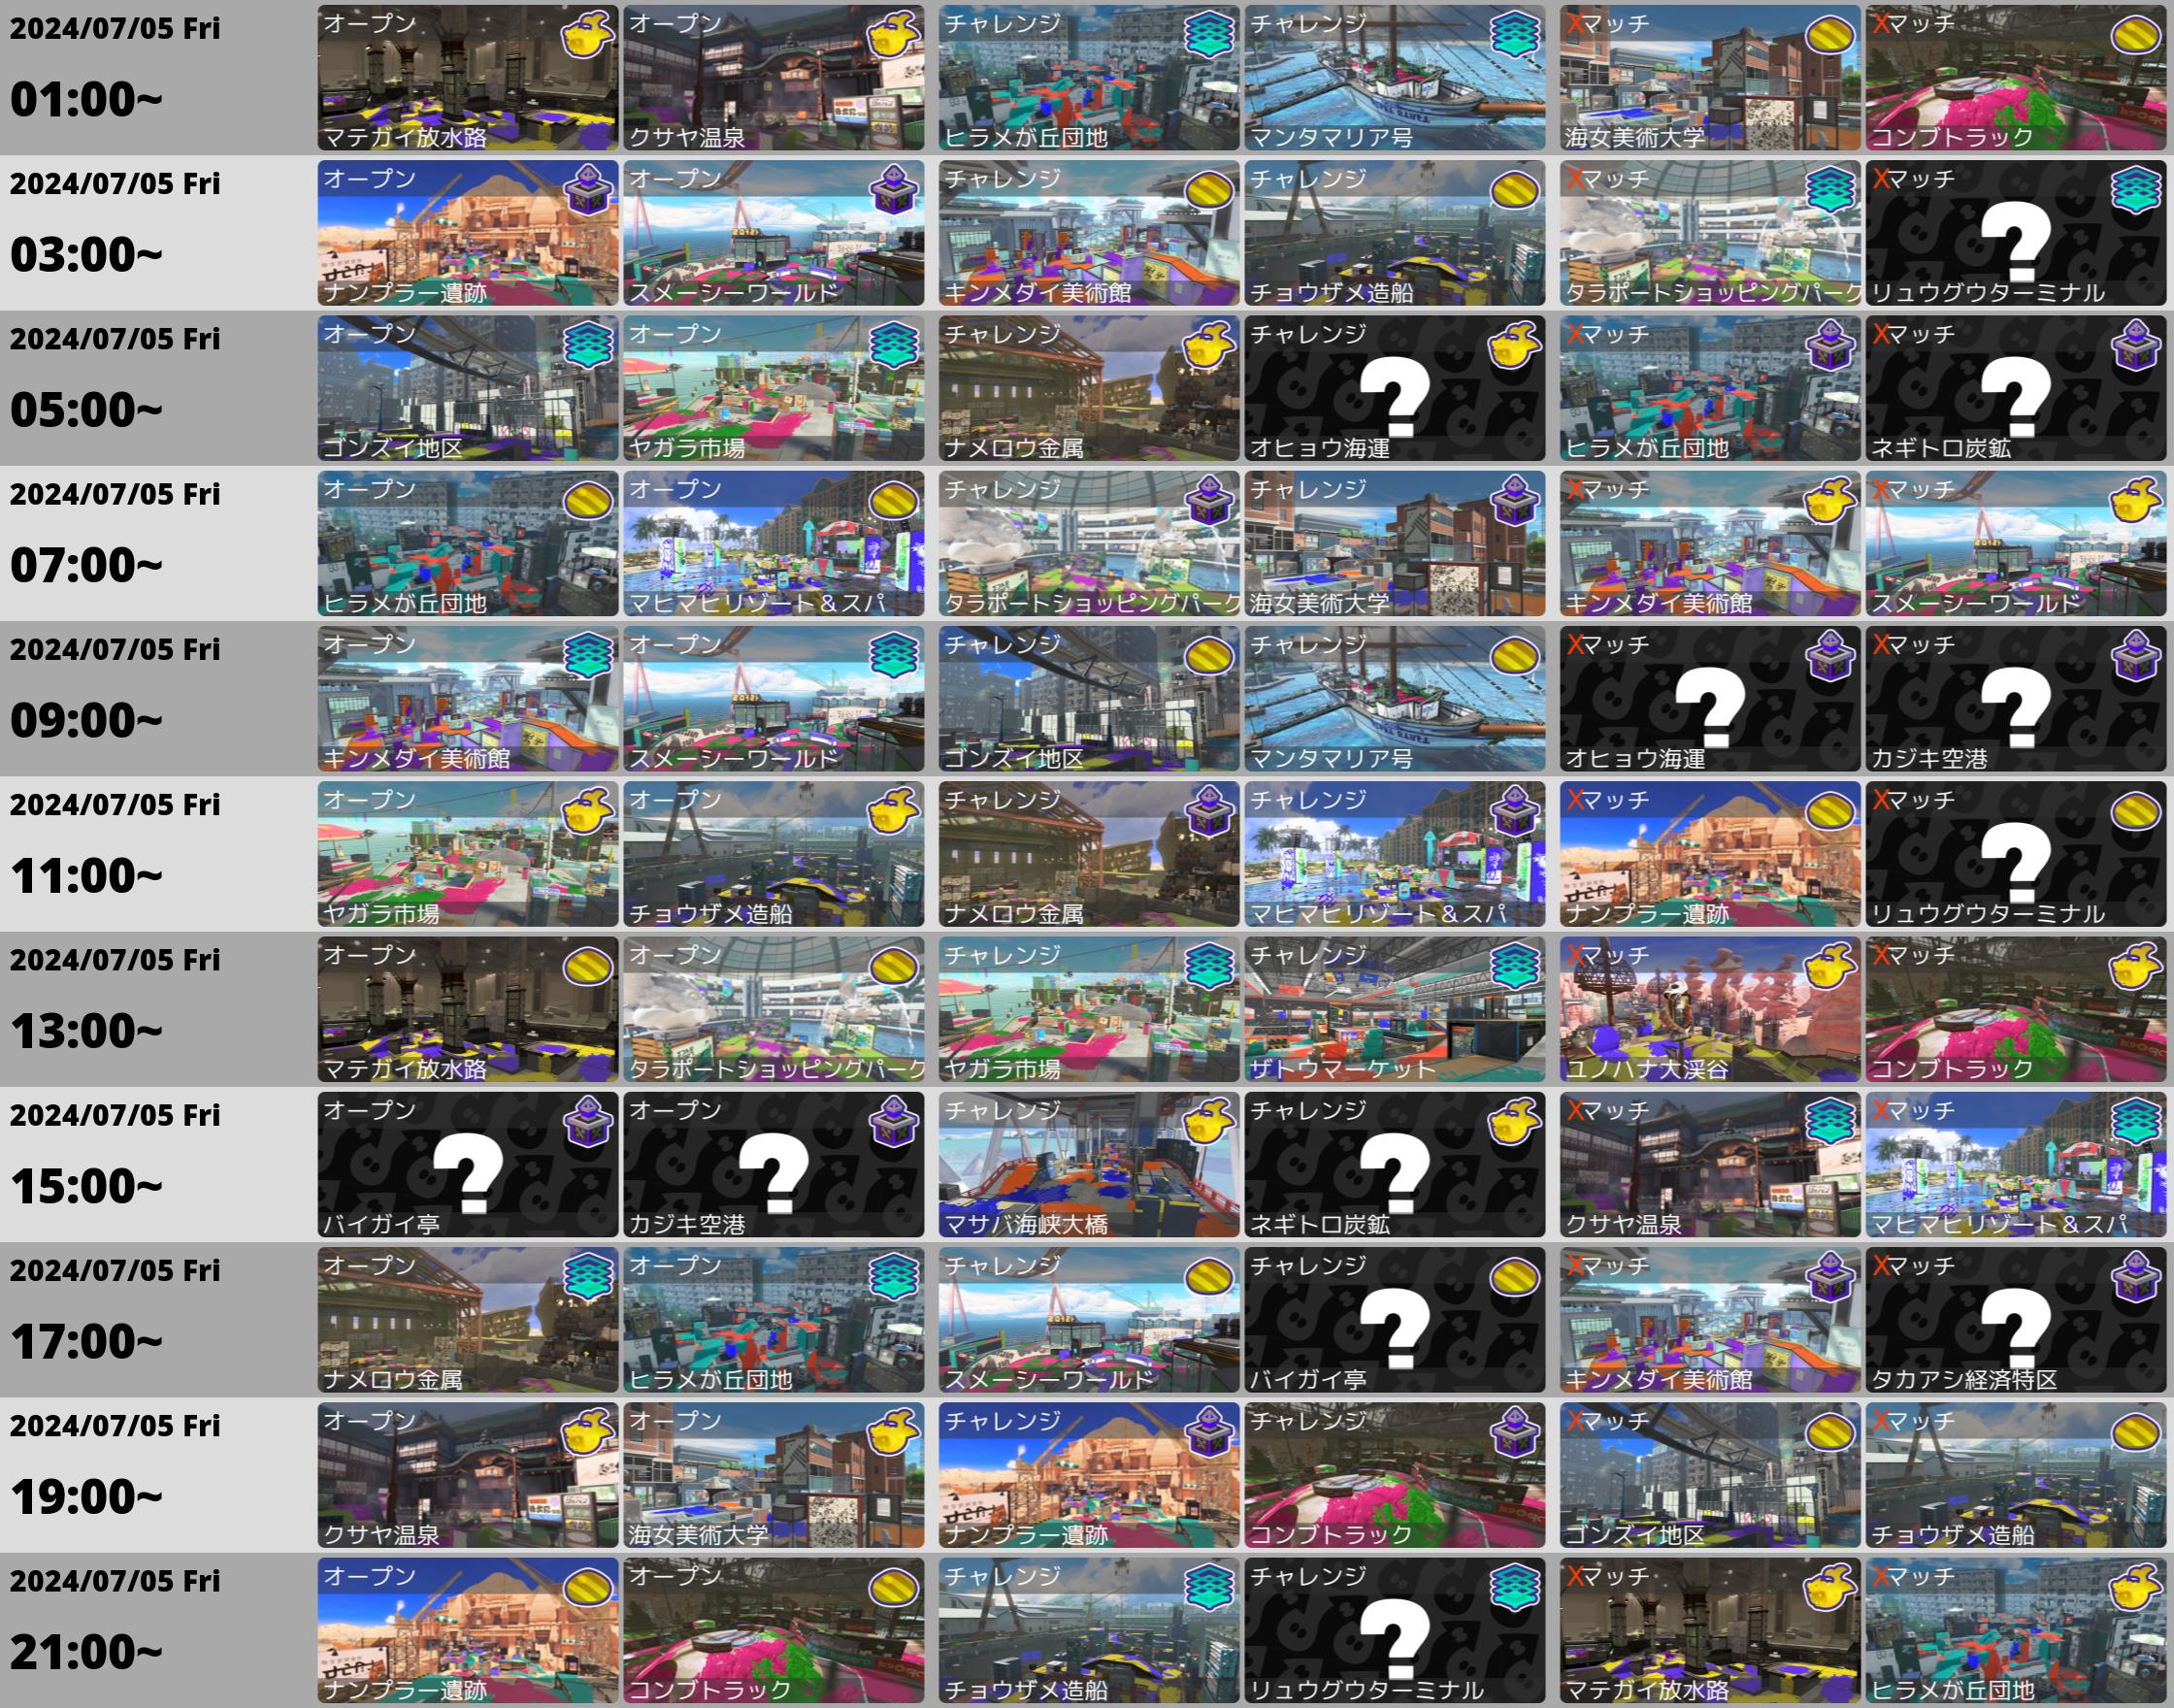 2024/07/05 Fri
01:00~
オープン
マテガイ放水路
オープン
クサヤ温泉
チャレンジ
ヒラメが丘団地
チャレンジ
マンタマリア号
Xマッチ
海女美術大学
Xマッチ
コンブトラック
2024/07/05 Fri
03:00~
オープン
ナンプラー遺跡
オープン
スメーシーワールド
チャレンジ
キンメダイ美術館
チャレンジ
チョウザメ造船
Xマッチ
タラポートショッピングパーク
Xマッチ
リュウグウターミナル
2024/07/05 Fri
05:00~
オープン
ゴンズイ地区
オープン
ヤガラ市場
チャレンジ
ナメロウ金属
チャレンジ
オヒョウ海運
Xマッチ
ヒラメが丘団地
Xマッチ
ネギトロ炭鉱
2024/07/05 Fri
07:00~
オープン
ヒラメが丘団地
オープン
マヒマヒリゾート&スパ
チャレンジ
タラポートショッピングパーク
チャレンジ
海女美術大学
Xマッチ
キンメダイ美術館
Xマッチ
スメーシーワールド
2024/07/05 Fri
09:00~
オープン
キンメダイ美術館
オープン
スメーシーワールド
チャレンジ
ゴンズイ地区
チャレンジ
マンタマリア号
Xマッチ
オヒョウ海運
Xマッチ
カジキ空港
2024/07/05 Fri
11:00~
オープン
ヤガラ市場
オープン
チョウザメ造船
チャレンジ
ナメロウ金属
チャレンジ
マヒマヒリゾート&スパ
Xマッチ
ナンプラー遺跡
Xマッチ
リュウグウターミナル
2024/07/05 Fri
13:00~
オープン
マテガイ放水路
オープン
タラポートショッピングパーク
チャレンジ
ヤガラ市場
チャレンジ
ザトウマーケット
Xマッチ
ユノハナ大渓谷
Xマッチ
コンブトラック
2024/07/05 Fri
15:00~
オープン
バイガイ亭
オープン
カジキ空港
チャレンジ
マサバ海峡大橋
チャレンジ
ネギトロ炭鉱
Xマッチ
クサヤ温泉
Xマッチ
マヒマヒリゾート&スパ
2024/07/05 Fri
17:00~
オープン
ナメロウ金属
オープン
ヒラメが丘団地
チャレンジ
スメーシーワールド
チャレンジ
バイガイ亭
Xマッチ
キンメダイ美術館
Xマッチ
タカアシ経済特区
2024/07/05 Fri
19:00~
オープン
クサヤ温泉
オープン
海女美術大学
チャレンジ
ナンプラー遺跡
チャレンジ
コンブトラック
Xマッチ
ゴンズイ地区
Xマッチ
チョウザメ造船
2024/07/05 Fri
21:00~
オープン
ナンプラー遺跡
オープン
コンブトラック
チャレンジ
チョウザメ造船
チャレンジ
リュウグウターミナル
Xマッチ
マテガイ放水路
Xマッチ
ヒラメが丘団地